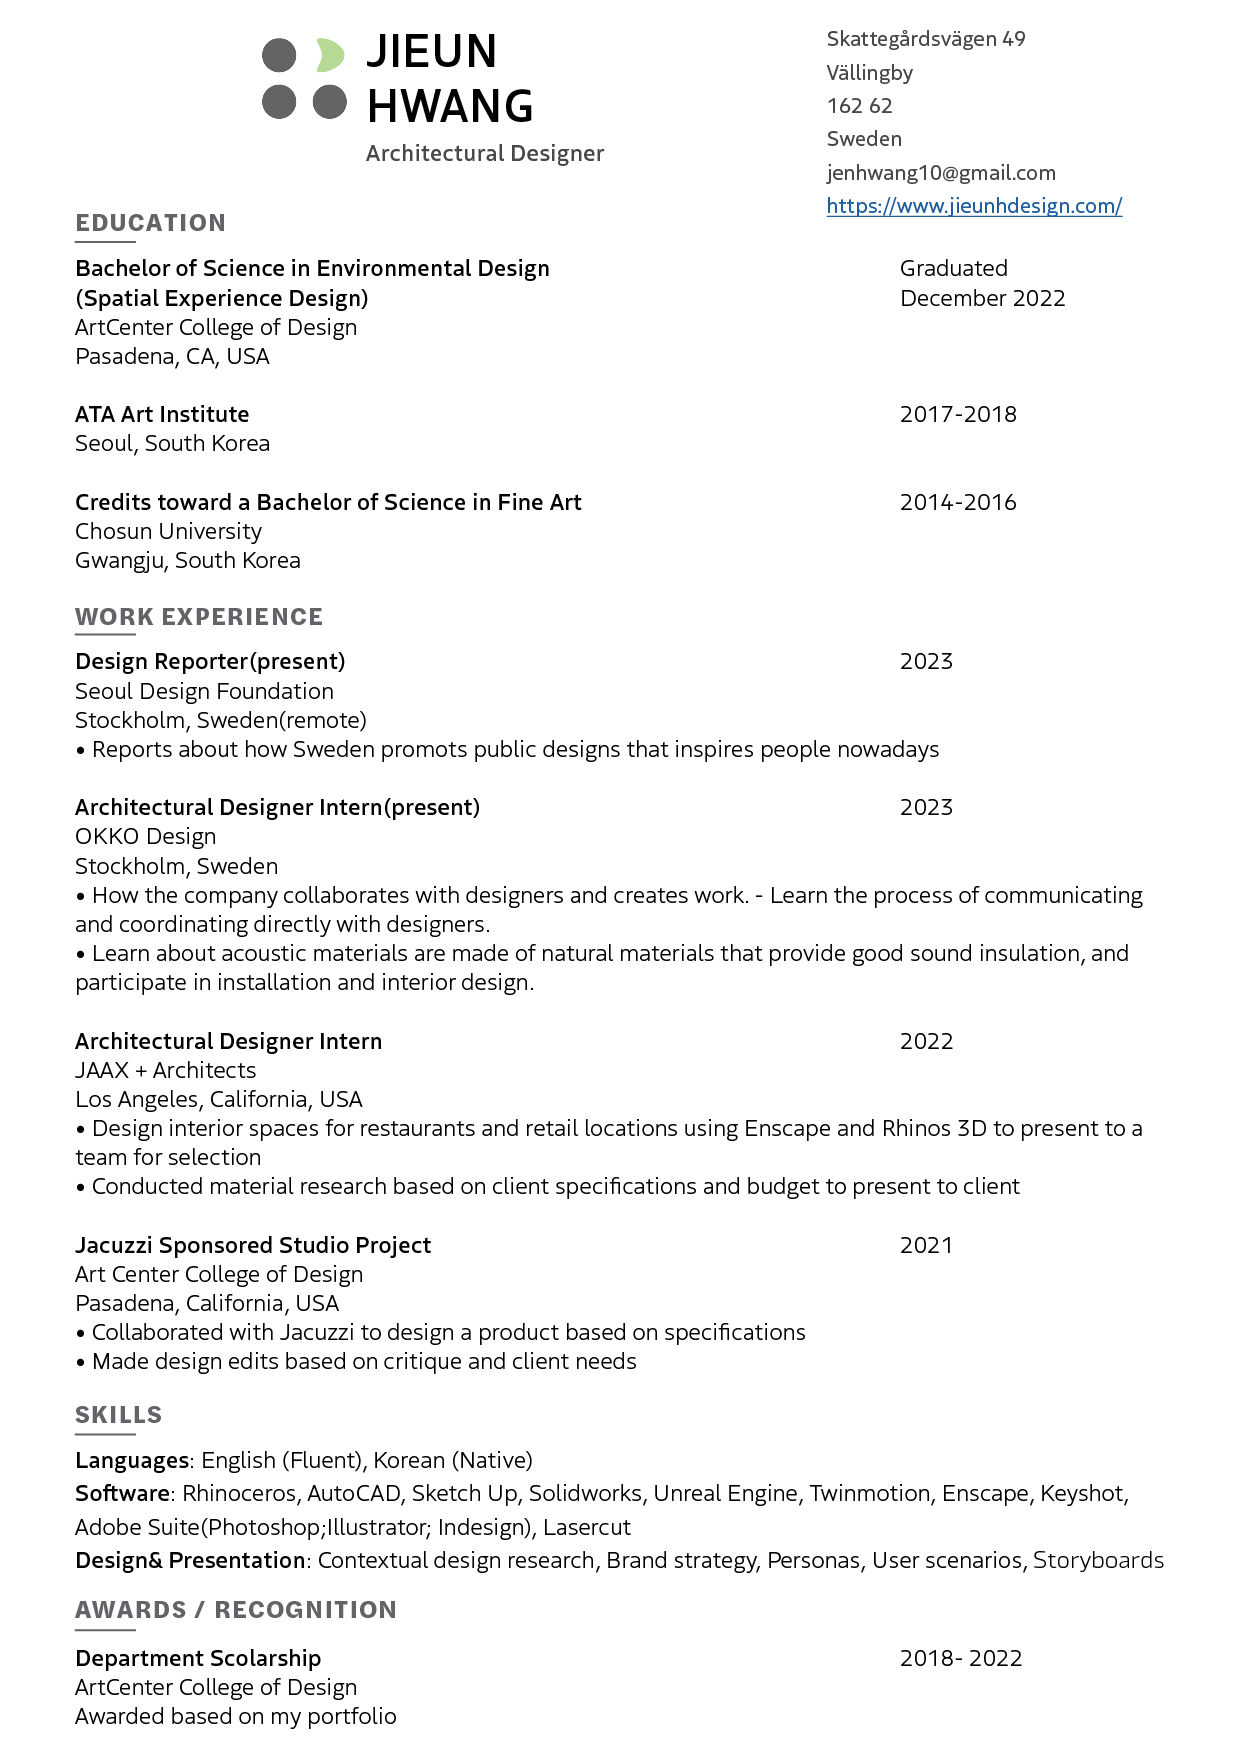 JIEUN
HWANG
Architectural Designer
Skattegårdsvägen 49
Vällingby
162 62
Sweden
jenhwang10@gmail.com
https://www.jieunhdesign.com/
EDUCATION
Bachelor of Science in Environmental Design Graduated
(Spatial Experience Design) December 2022
ArtCenter College of Design
Pasadena, CA, USA
ATA Art Institute 2017-2018
Seoul, South Korea
Credits toward a Bachelor of Science in Fine Art 2014-2016
Chosun University
Gwangju, South Korea
WORK EXPERIENCE
Design Reporter(present) 2023
Seoul Design Foundation
Stockholm, Sweden(remote)
• Reports about how Sweden promots public designs that inspires people nowadays
Architectural Designer Intern(present) 2023
OKKO Design
Stockholm, Sweden
• How the company collaborates with designers and creates work. - Learn the process of communicating
and coordinating directly with designers.
• Learn about acoustic materials are made of natural materials that provide good sound insulation, and
participate in installation and interior design.
Architectural Designer Intern 2022
JAAX + Architects
Los Angeles, California, USA
• Design interior spaces for restaurants and retail locations using Enscape and Rhinos 3D to present to a
team for selection
• Conducted material research based on client specifications and budget to present to client
Jacuzzi Sponsored Studio Project 2021
Art Center College of Design
Pasadena, California, USA
• Collaborated with Jacuzzi to design a product based on specifications
• Made design edits based on critique and client needs
SKILLS
Languages: English (Fluent), Korean (Native)
Software: Rhinoceros, AutoCAD, Sketch Up, Solidworks, Unreal Engine, Twinmotion, Enscape, Keyshot,
Adobe Suite(Photoshop;Illustrator; Indesign), Lasercut
Design& Presentation: Contextual design research, Brand strategy, Personas, User scenarios, Storyboards
AWARDS / RECOGNITION
Department Scolarship 2018- 2022
ArtCenter College of Design
Awarded based on my portfolio